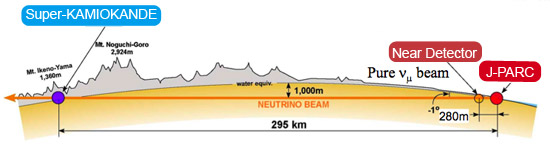 Super-KAMIOKANDE
Mt. Noguchi-Goro
2,924m
Mt. Ikeno-Yama
1,360m
Near Detector
J-PARC
Pure νμ beam
water equiv.
1,000m
NEUTRINO BEAM
-1°
280m
295 km